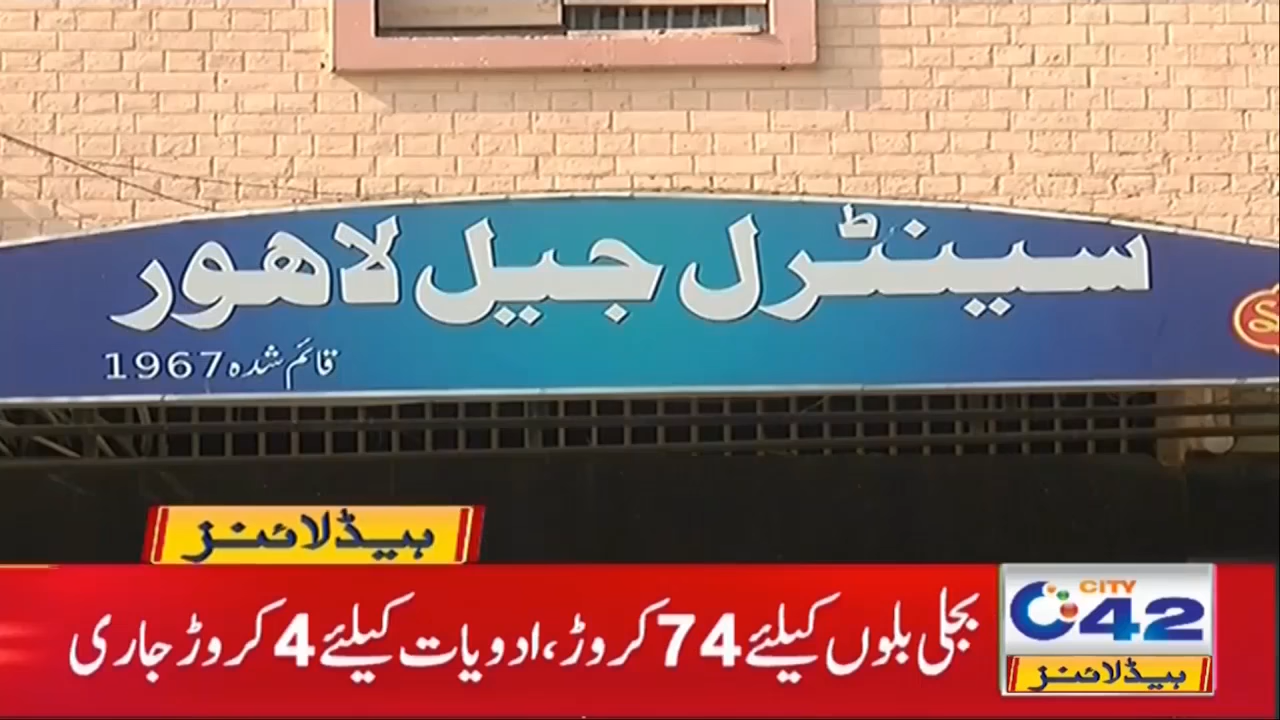 سینٹرل جیل لاہور
قائم شدہ 1967
ہیڈلائنز
بجلی بلوں کیلئے 74 کروڑ، ادویات کیلئے 4 کروڑ جاری
CITY
42
ہیڈلائنز